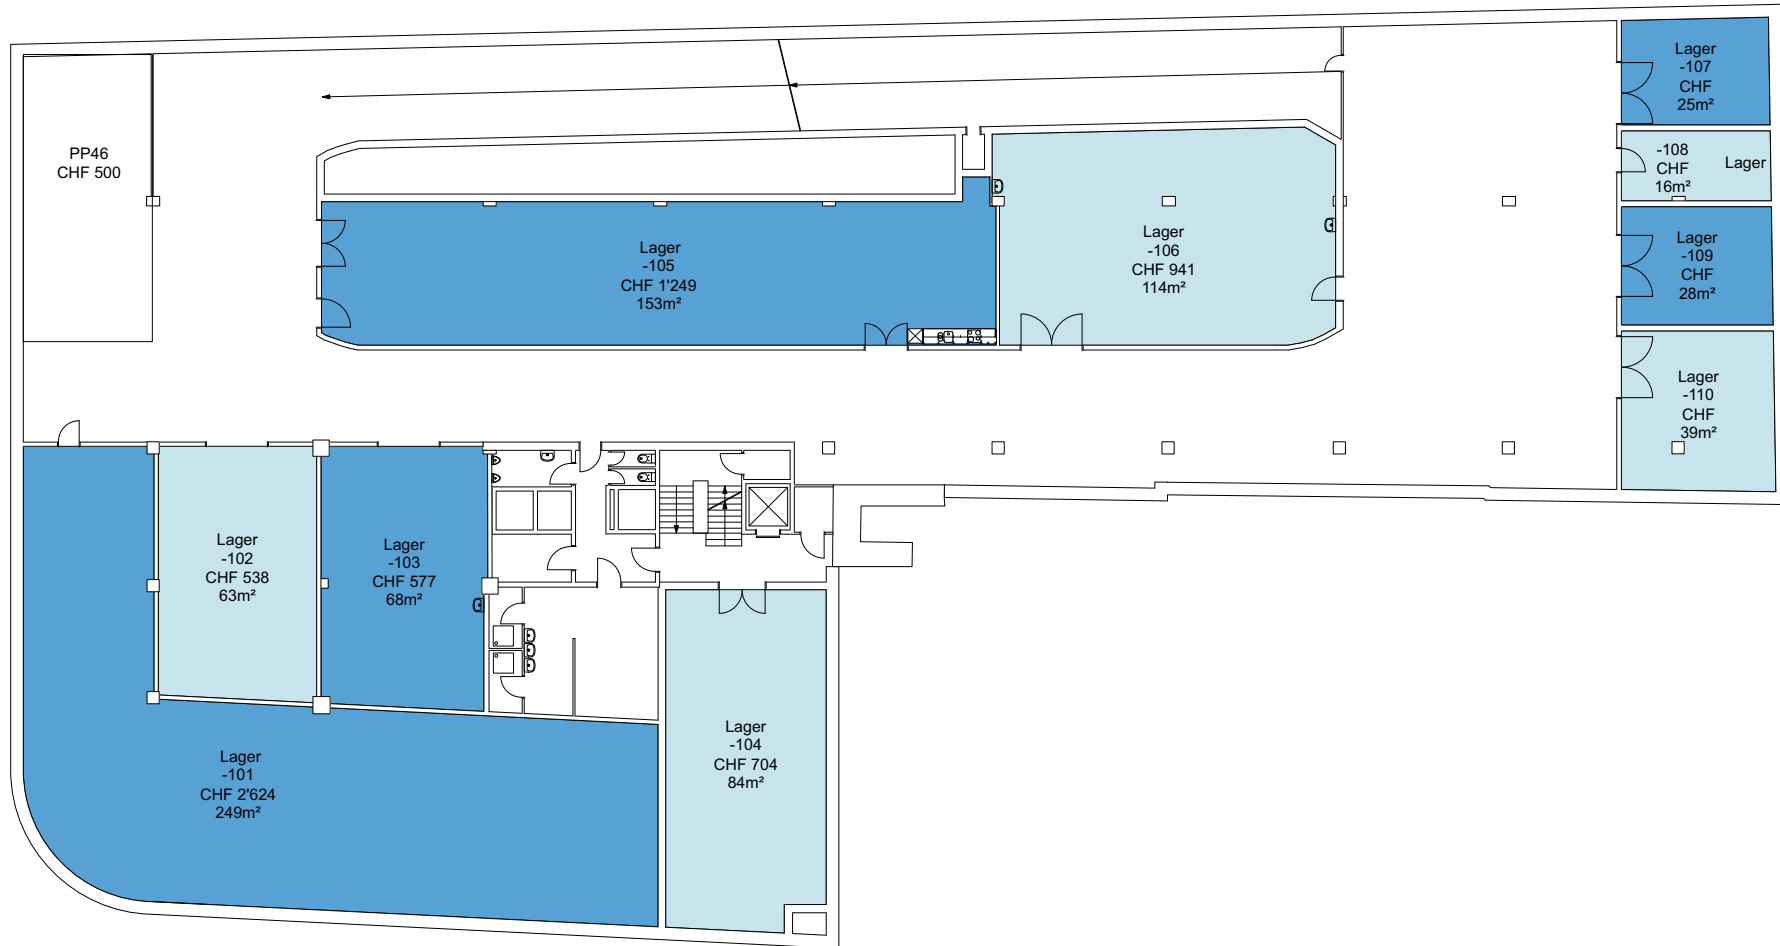 PP46
CHF 500
Lager
-105
CHF 1'249
153m²
Lager
-106
CHF 941
114m²
Lager
-107
CHF
25m²
-108
CHF
16m²
Lager
Lager
-109
CHF
28m²
Lager
-110
CHF
39m²
Lager
-102
CHF 538
63m²
Lager
-103
CHF 577
68m²
Lager
-101
CHF 2'624
249m²
Lager
-104
CHF 704
84m²